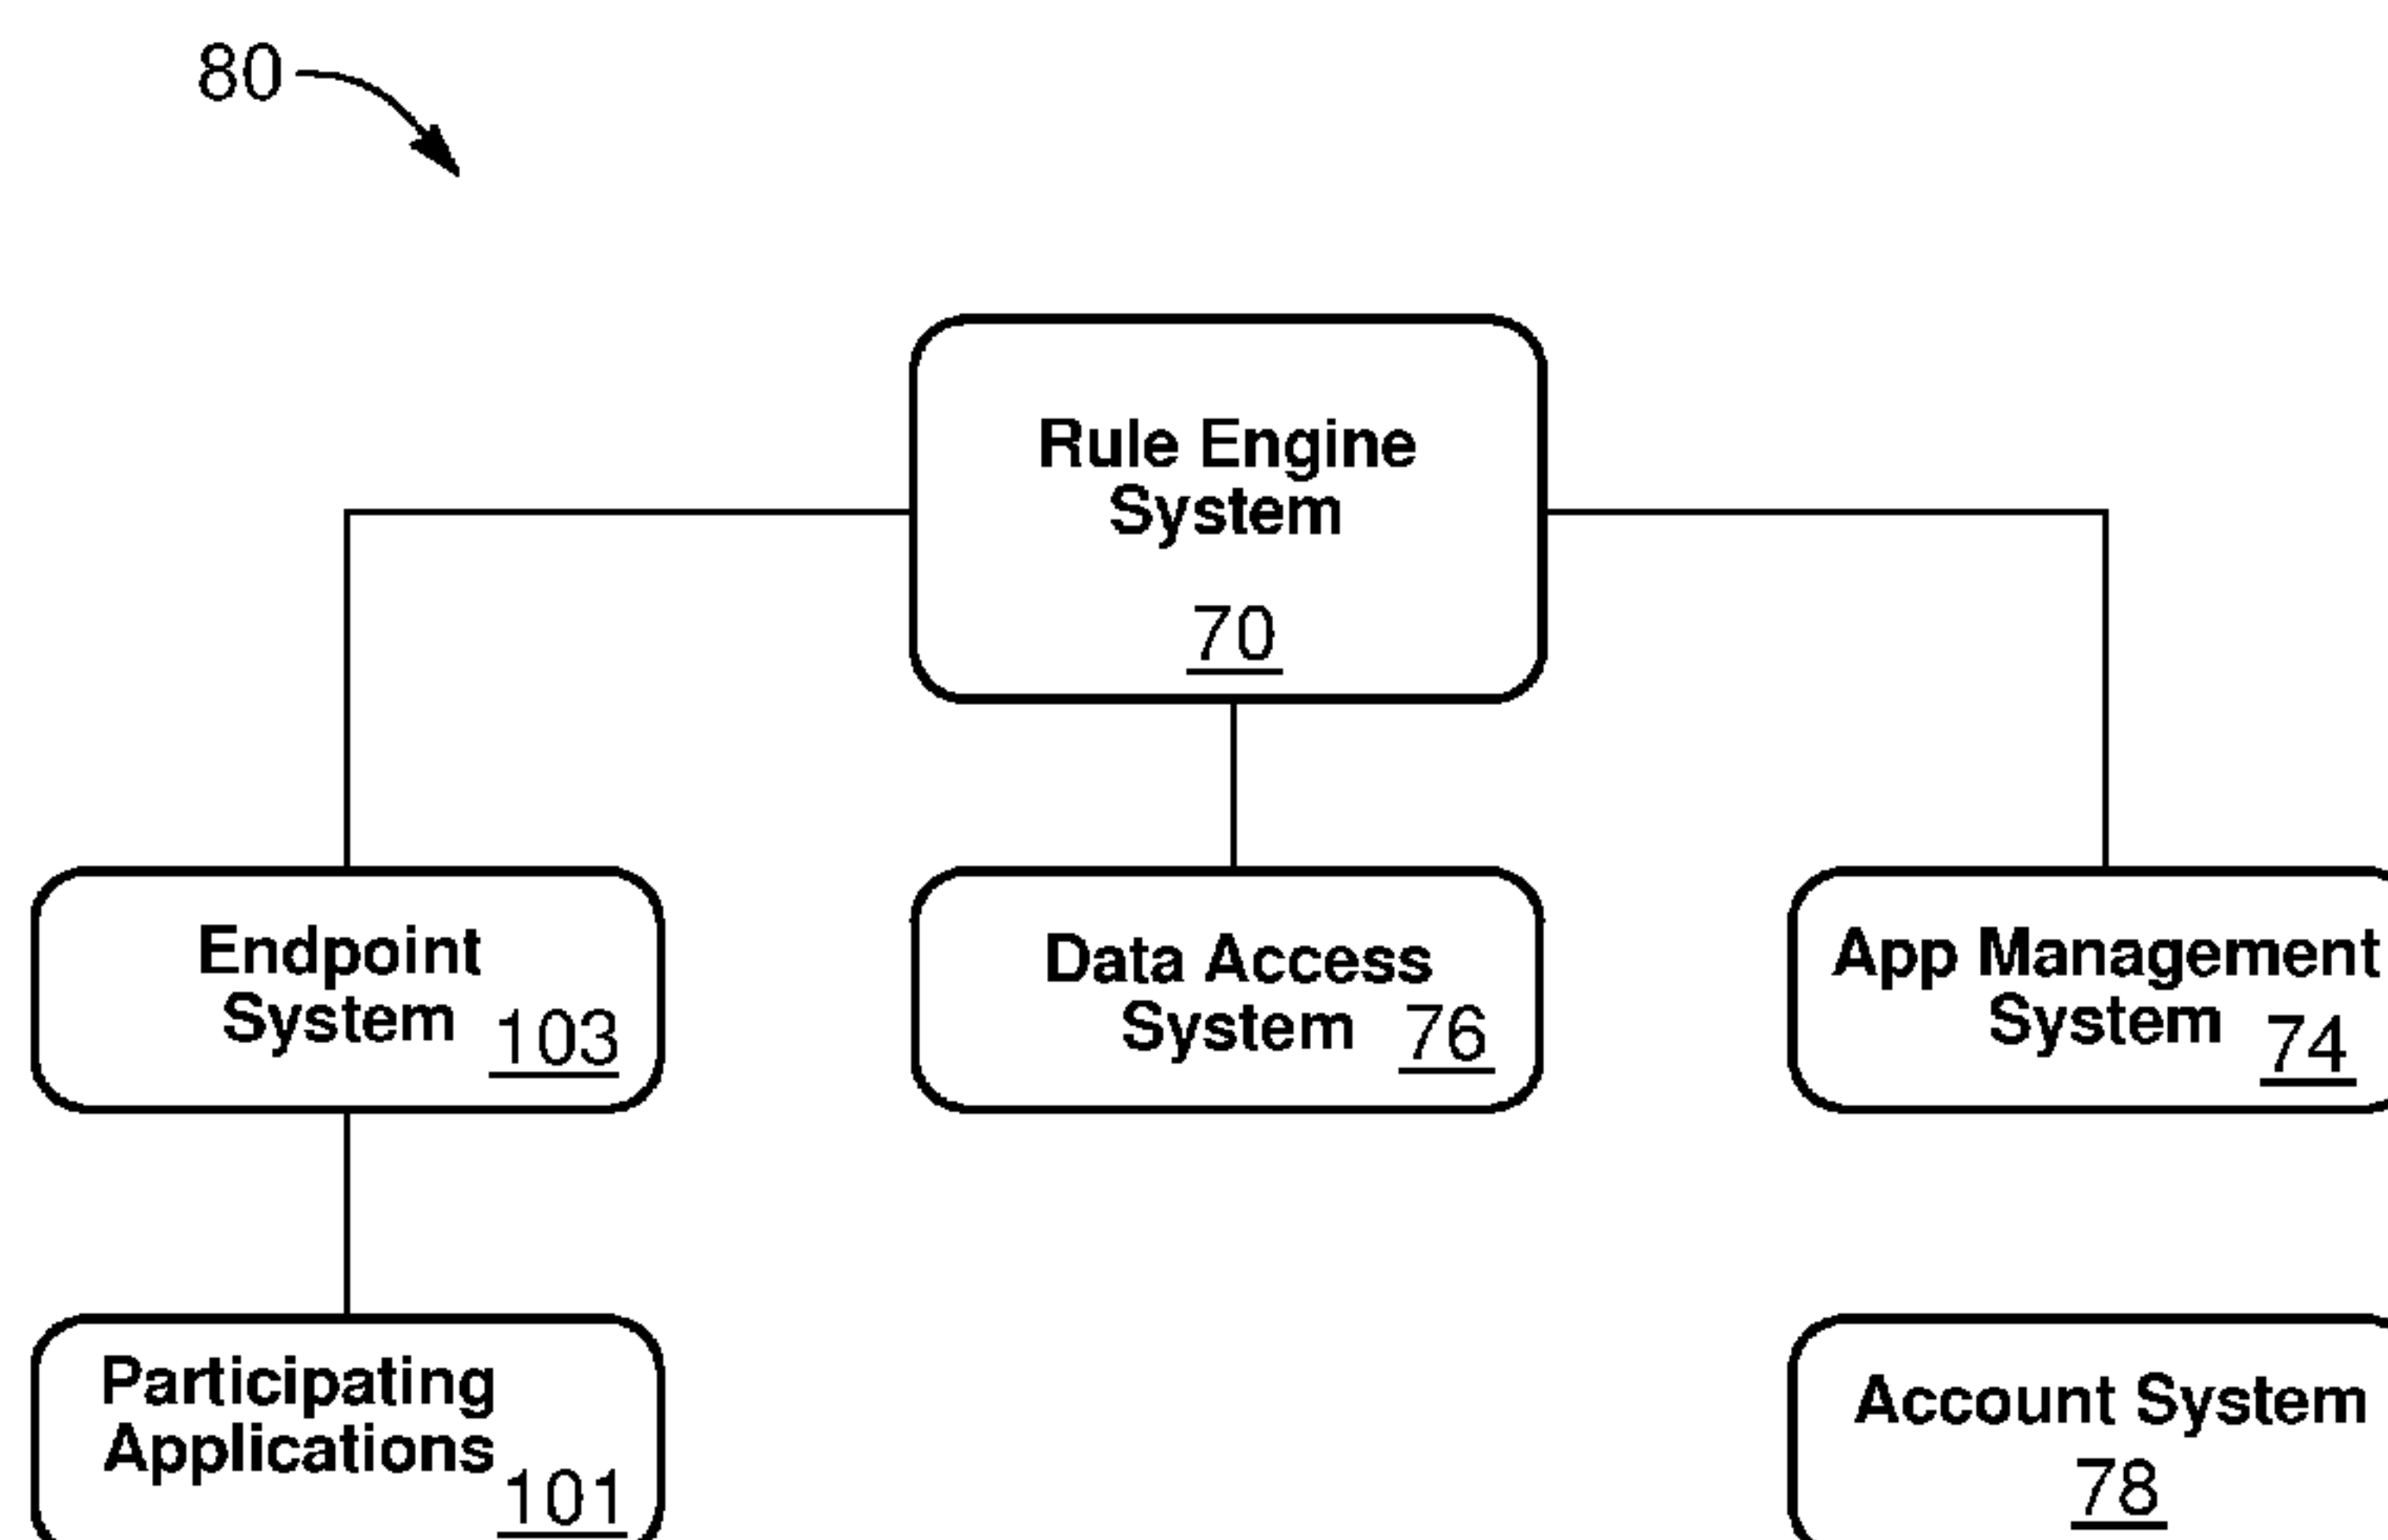 80
Rule Engine
System
70
Endpoint
System 103
Data Access
System 76
App Management
System 74
Participating
Applications 101
Account System
78